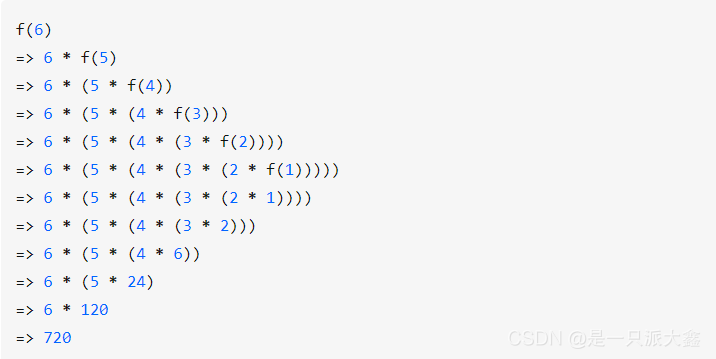 f(6)
=> 6 * f(5)
=> 6 * (5 * f(4))
=> 6 * (5 * (4 * f(3)))
=> 6 * (5 * (4 * (3 * f(2))))
=> 6 * (5 * (4 * (3 * (2 * f(1)))))
=> 6 * (5 * (4 * (3 * (2 * 1))))
=> 6 * (5 * (4 * (3 * 2)))
=> 6 * (5 * (4 * 6))
=> 6 * (5 * 24)
=> 6 * 120
=> 720
CSDN @是一只派大鑫